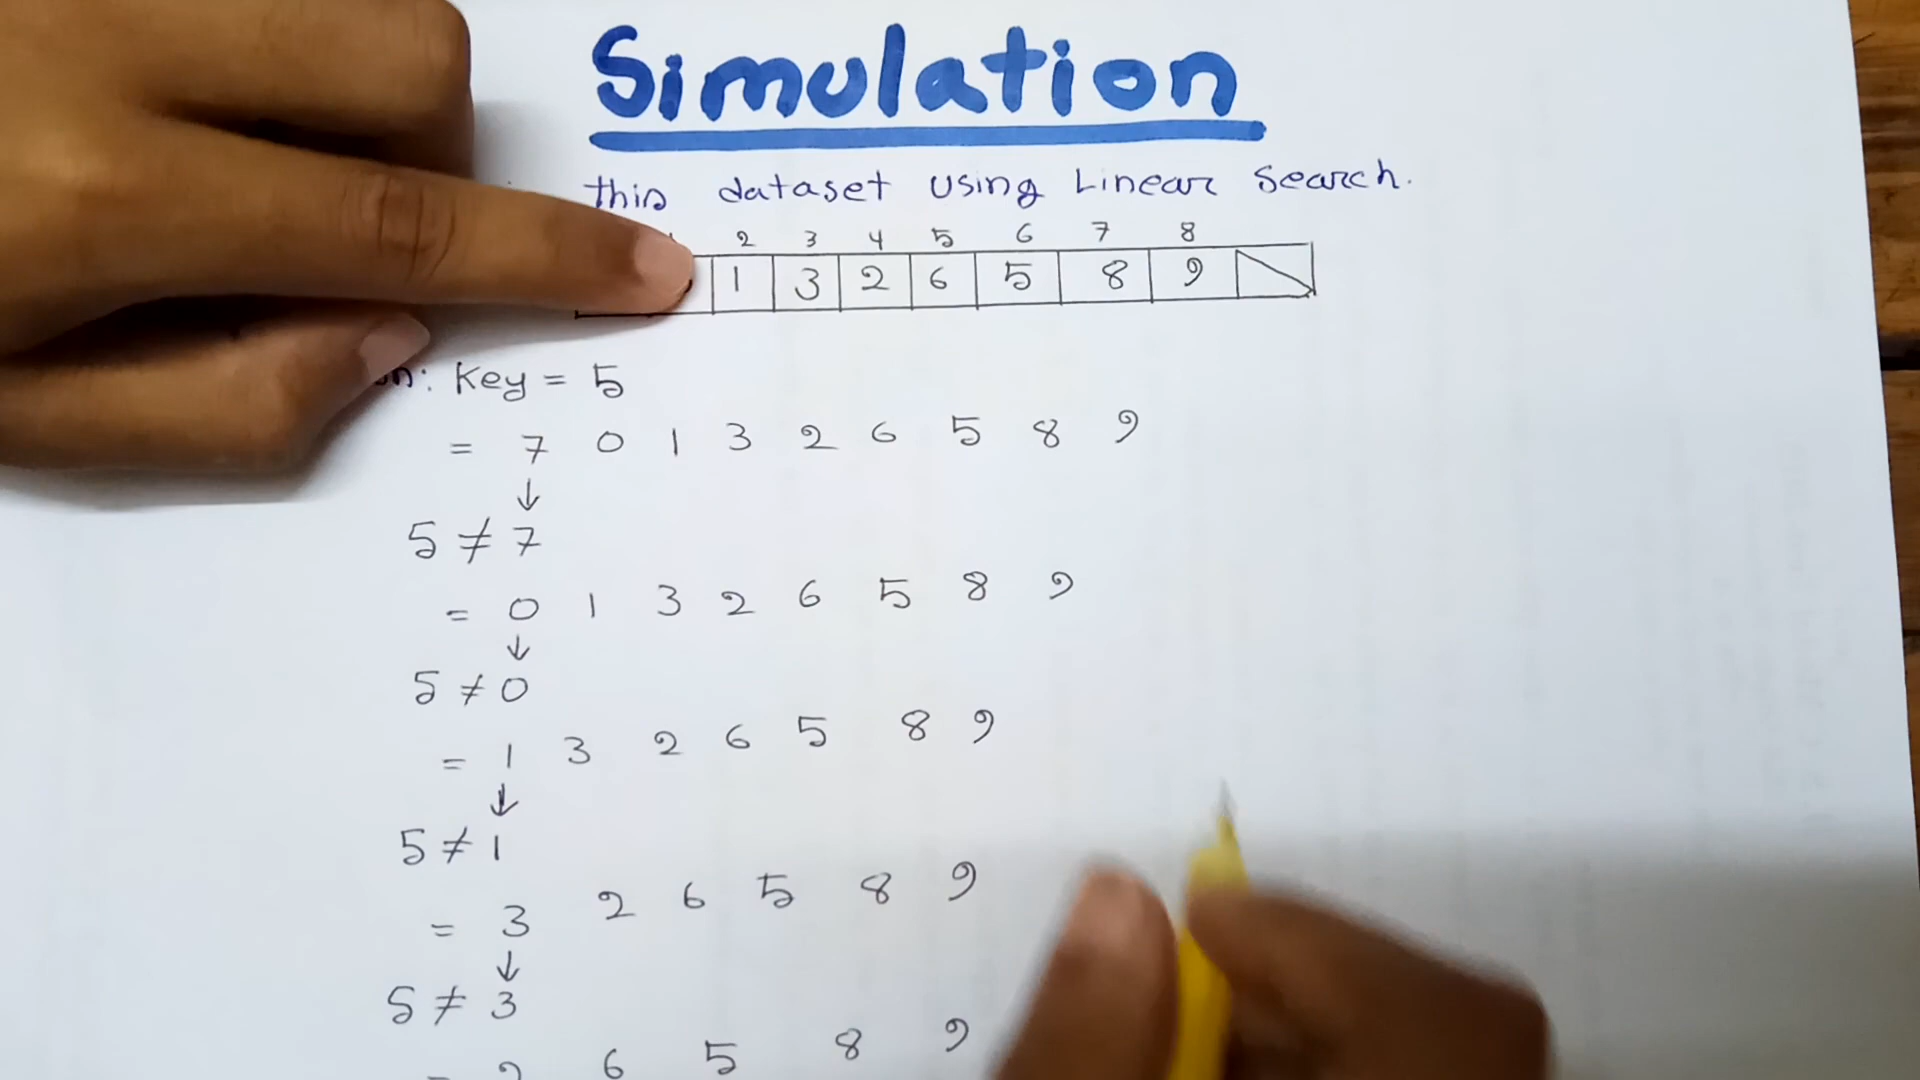 Simulation
this dataset using Linear Search.
2 3 4 5 6 7 8
1 3 2 6 5 8 9
Key = 5
= 7 0 1 3 2 6 5 8 9
↓
5 ≠ 7
= 0 1 3 2 6 5 8 9
↓
5 ≠ 0
= 1 3 2 6 5 8 9
↓
5 ≠ 1
= 3 2 6 5 8 9
↓
5 ≠ 3
= 2 6 5 8 9